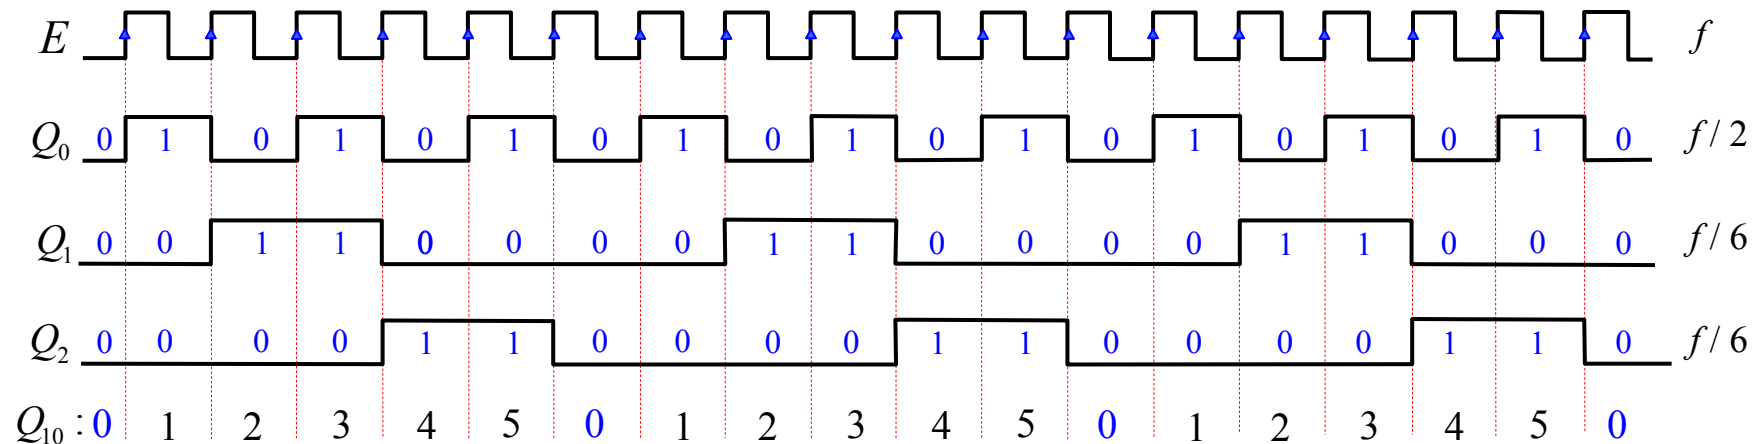 E f
Q₀ 0 1 0 1 0 1 0 1 0 1 0 1 0 1 0 1 0 1 0 f / 2
Q₁ 0 0 1 1 0 0 0 0 1 1 0 0 0 0 1 1 0 0 0 f / 6
Q₂ 0 0 0 0 1 1 0 0 0 0 1 1 0 0 0 0 1 1 0 f / 6
Q₁₀ : 0 1 2 3 4 5 0 1 2 3 4 5 0 1 2 3 4 5 0